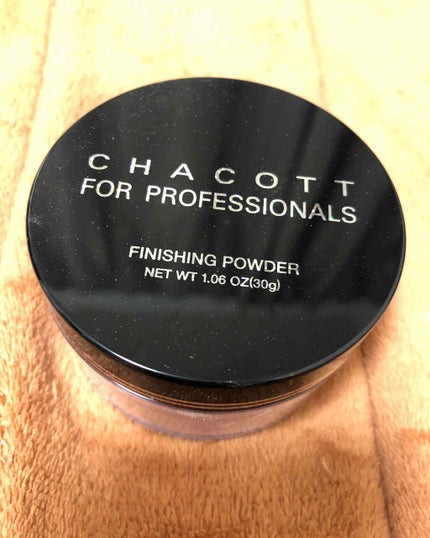 CHACOTT
FOR PROFESSIONALS
FINISHING POWDER
NET WT 1.06 OZ(30g)